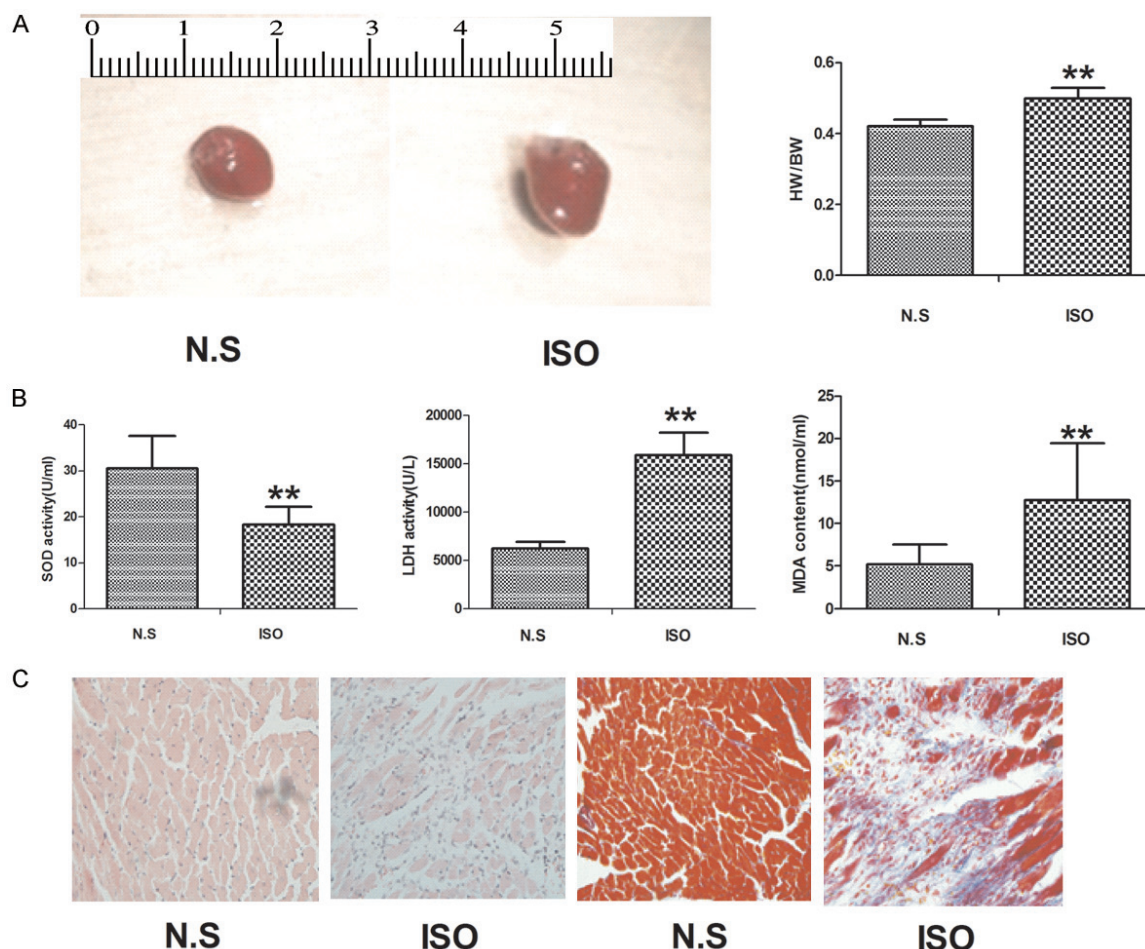 A
0 1 2 3 4 5
N.S
ISO
HW/BW
0.6
0.4
0.2
0.0
**
N.S
ISO
B
SOD activity(U/ml)
40
30
20
10
0
**
N.S
ISO
LDH activity(U/L)
20000
15000
10000
5000
0
**
N.S
ISO
MDA content(nmol/ml)
25
20
15
10
5
0
**
N.S
ISO
C
N.S
ISO
N.S
ISO